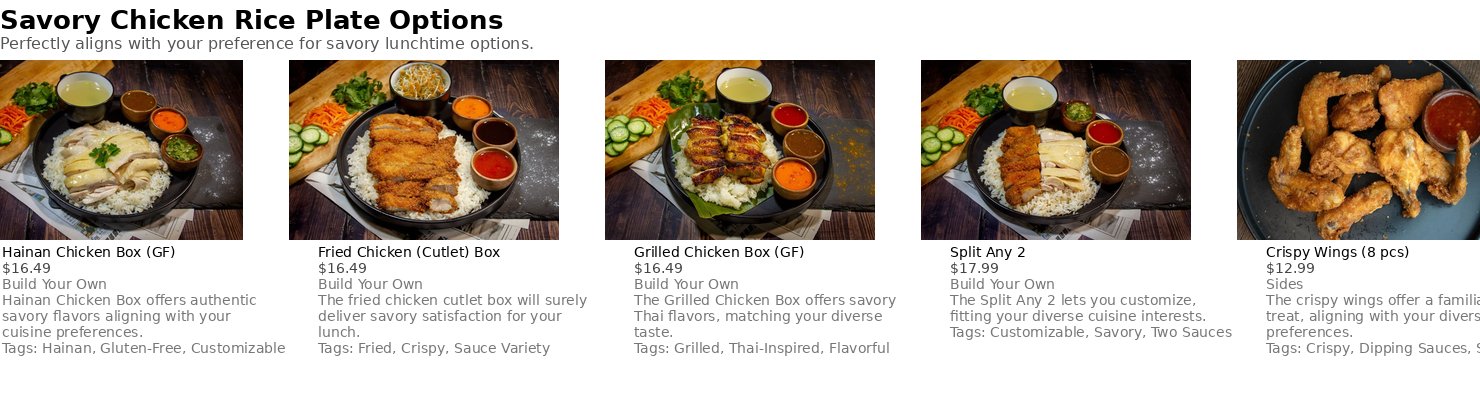 Savory Chicken Rice Plate Options
Perfectly aligns with your preference for savory lunchtime options.
Hainan Chicken Box (GF)
$16.49
Build Your Own
Hainan Chicken Box offers authentic
savory flavors aligning with your
cuisine preferences.
Tags: Hainan, Gluten-Free, Customizable
Fried Chicken (Cutlet) Box
$16.49
Build Your Own
The fried chicken cutlet box will surely
deliver savory satisfaction for your
lunch.
Tags: Fried, Crispy, Sauce Variety
Grilled Chicken Box (GF)
$16.49
Build Your Own
The Grilled Chicken Box offers savory
Thai flavors, matching your diverse
taste.
Tags: Grilled, Thai-Inspired, Flavorful
Split Any 2
$17.99
Build Your Own
The Split Any 2 lets you customize,
fitting your diverse cuisine interests.
Tags: Customizable, Savory, Two Sauces
Crispy Wings (8 pcs)
$12.99
Sides
The crispy wings offer a
treat, aligning with your
preferences.
Tags: Crispy, Dipping Sauces,